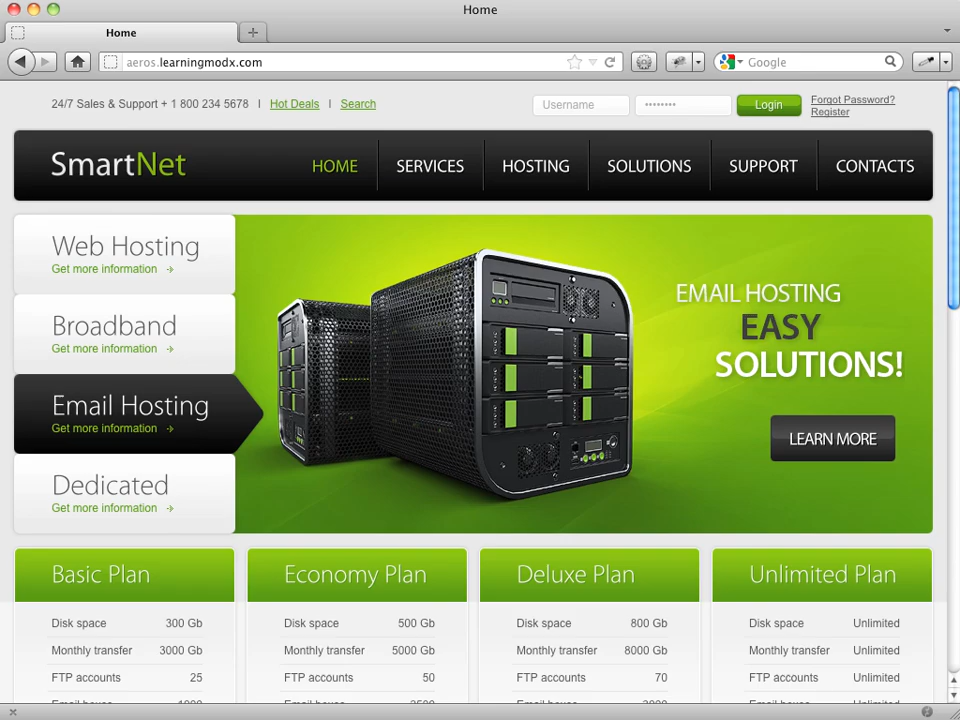 Home
Home
aeros.learningmodx.com
Google
24/7 Sales & Support + 1 800 234 5678 | Hot Deals | Search
Username
••••••••
Login
Forgot Password?
Register
SmartNet
HOME
SERVICES
HOSTING
SOLUTIONS
SUPPORT
CONTACTS
Web Hosting
Get more information
Broadband
Get more information
Email Hosting
Get more information
Dedicated
Get more information
EMAIL HOSTING
EASY
SOLUTIONS!
LEARN MORE
Basic Plan
Economy Plan
Deluxe Plan
Unlimited Plan
Disk space 300 Gb
Disk space 500 Gb
Disk space 800 Gb
Disk space Unlimited
Monthly transfer 3000 Gb
Monthly transfer 5000 Gb
Monthly transfer 8000 Gb
Monthly transfer Unlimited
FTP accounts 25
FTP accounts 50
FTP accounts 70
FTP accounts Unlimited